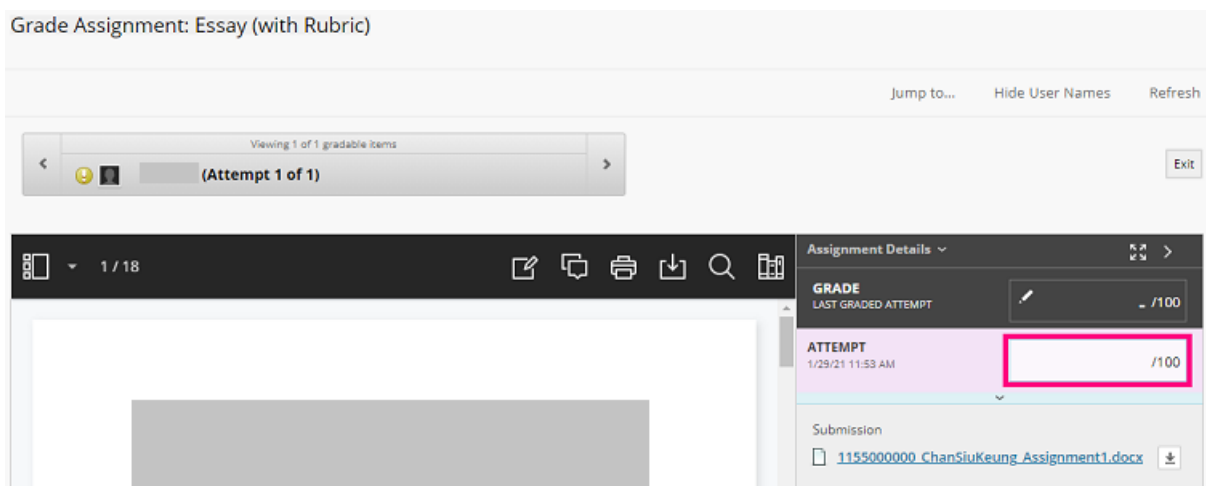 Grade Assignment: Essay (with Rubric)
Jump to... Hide User Names Refresh
Viewing 1 of 1 gradable items
(Attempt 1 of 1)
Exit
1 / 18
Assignment Details
GRADE
LAST GRADED ATTEMPT
- /100
ATTEMPT
1/29/21 11:53 AM
/100
Submission
1155000000_ChanSiuKeung_Assignment1.docx